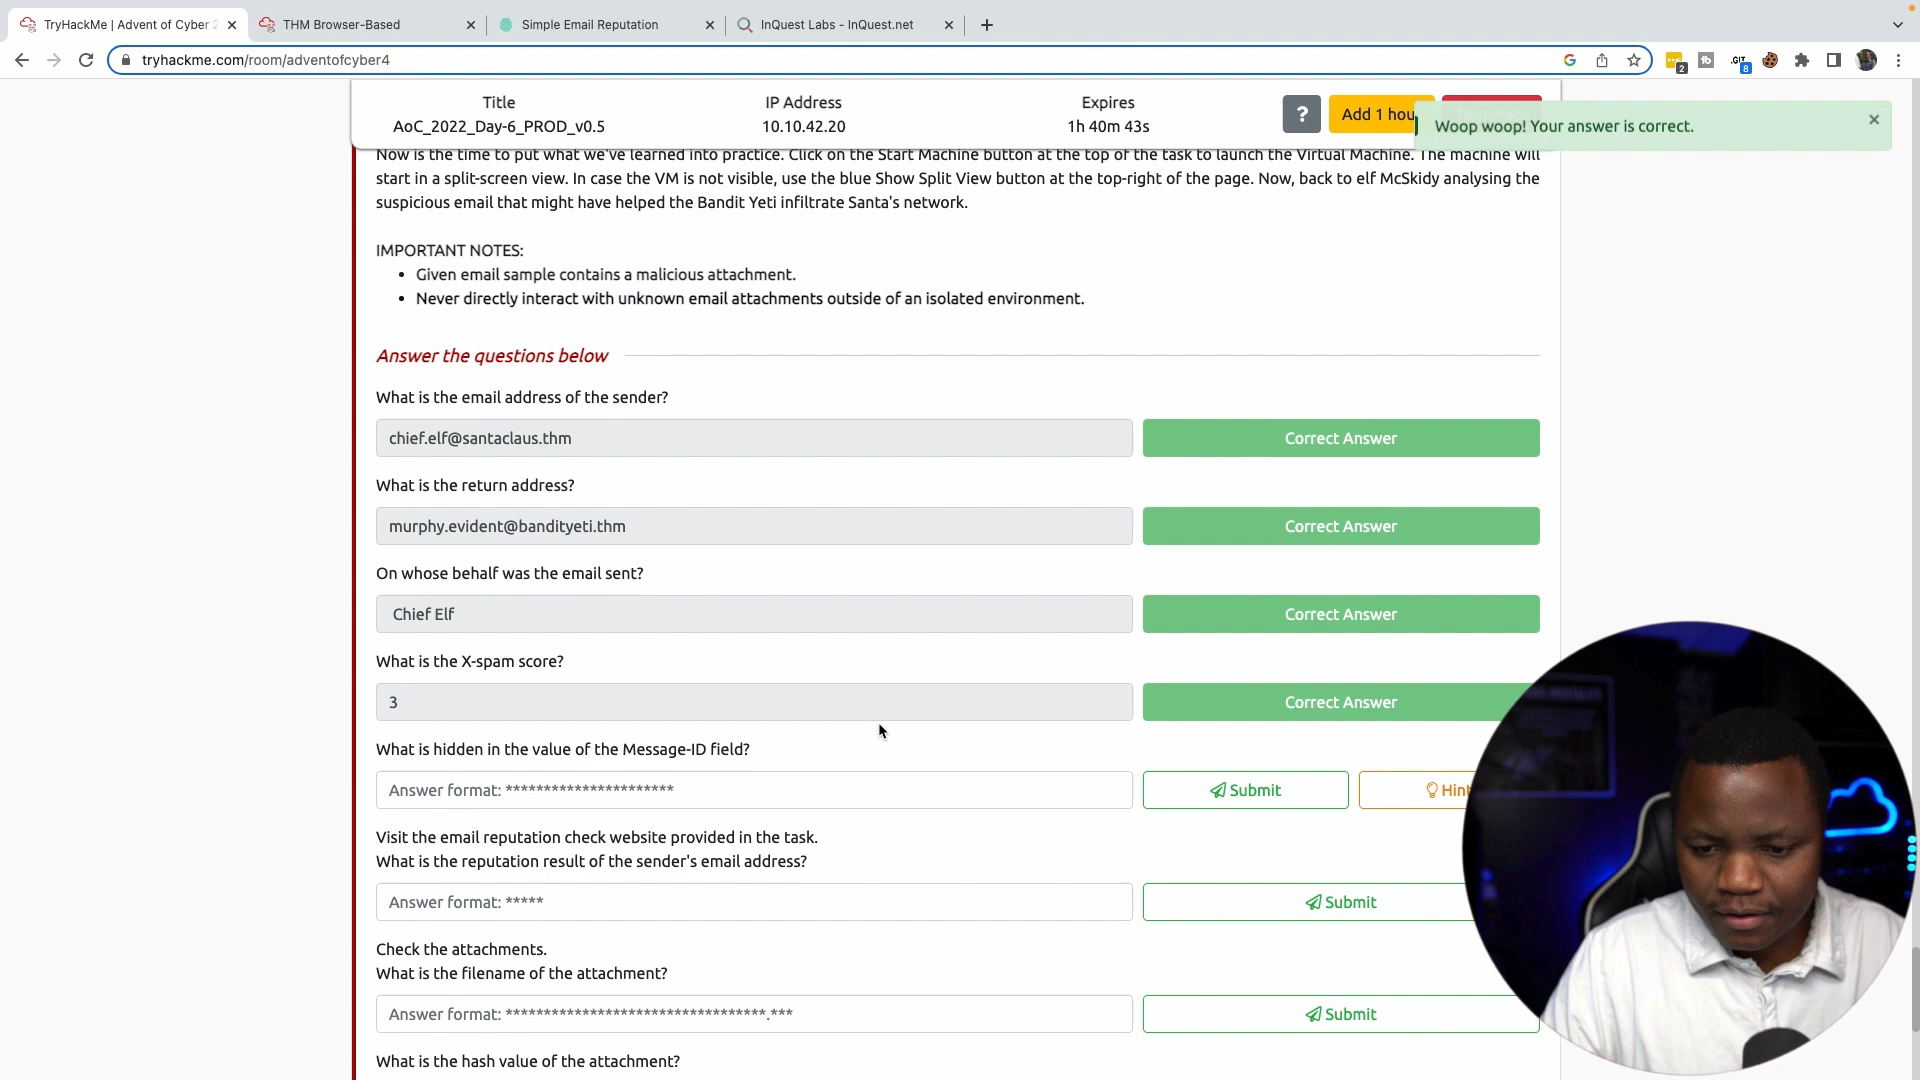 TryHackMe | Advent of Cyber 2
THM Browser-Based
Simple Email Reputation
InQuest Labs - InQuest.net
tryhackme.com/room/adventofcyber4
2
tb
.GIT
8
Title
IP Address
Expires
AoC_2022_Day-6_PROD_v0.5
10.10.42.20
1h 40m 43s
?
Add 1 hou
Woop woop! Your answer is correct.
Now is the time to put what we've learned into practice. Click on the Start Machine button at the top of the task to launch the Virtual Machine. The machine will
start in a split-screen view. In case the VM is not visible, use the blue Show Split View button at the top-right of the page. Now, back to elf McSkidy analysing the
suspicious email that might have helped the Bandit Yeti infiltrate Santa's network.
IMPORTANT NOTES:
• Given email sample contains a malicious attachment.
• Never directly interact with unknown email attachments outside of an isolated environment.
Answer the questions below
What is the email address of the sender?
chief.elf@santaclaus.thm
Correct Answer
What is the return address?
murphy.evident@bandityeti.thm
Correct Answer
On whose behalf was the email sent?
Chief Elf
Correct Answer
What is the X-spam score?
3
Correct Answer
What is hidden in the value of the Message-ID field?
Answer format: **********************
Submit
Hint
Visit the email reputation check website provided in the task.
What is the reputation result of the sender's email address?
Answer format: *****
Submit
Check the attachments.
What is the filename of the attachment?
Answer format: **********************************.***
Submit
What is the hash value of the attachment?